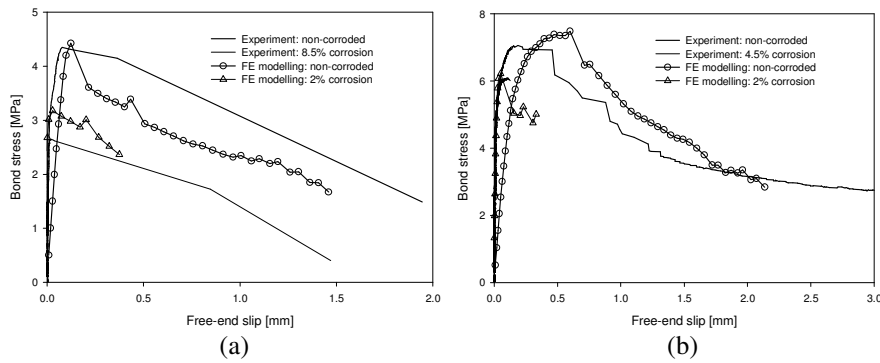 5
4
3
2
1
0
Bond stress [MPa]
Experiment: non-corroded
Experiment: 8.5% corrosion
FE modelling: non-corroded
FE modelling: 2% corrosion
0.0 0.5 1.0 1.5 2.0
Free-end slip [mm]
(a)
8
6
4
2
0
Bond stress [MPa]
Experiment: non-corroded
Experiment: 4.5% corrosion
FE modelling: non-corroded
FE modelling: 2% corrosion
0.0 0.5 1.0 1.5 2.0 2.5 3.0
Free-end slip [mm]
(b)